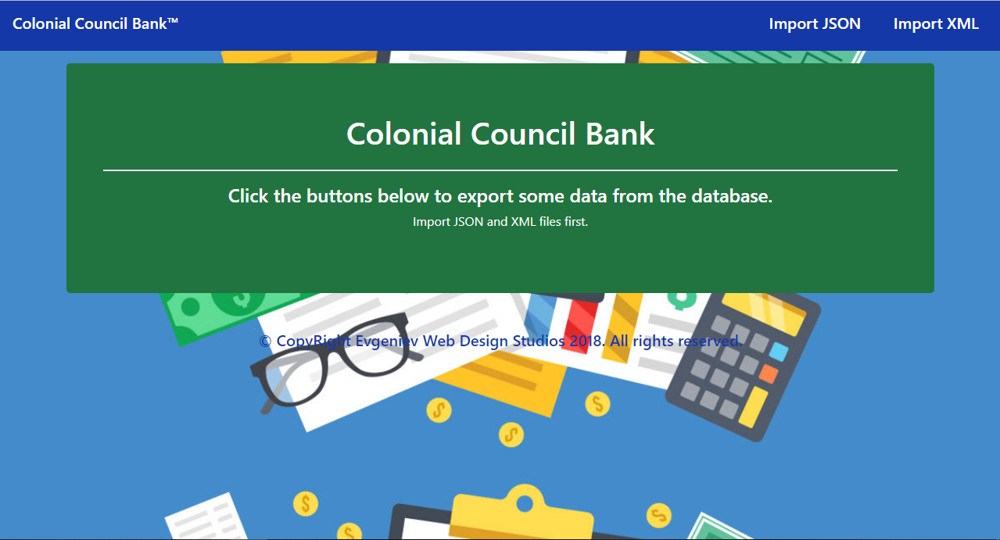 Colonial Council Bank™
Import JSON
Import XML
Colonial Council Bank
Click the buttons below to export some data from the database.
Import JSON and XML files first.
© CopyRight Evgeniev Web Design Studios 2018. All rights reserved.